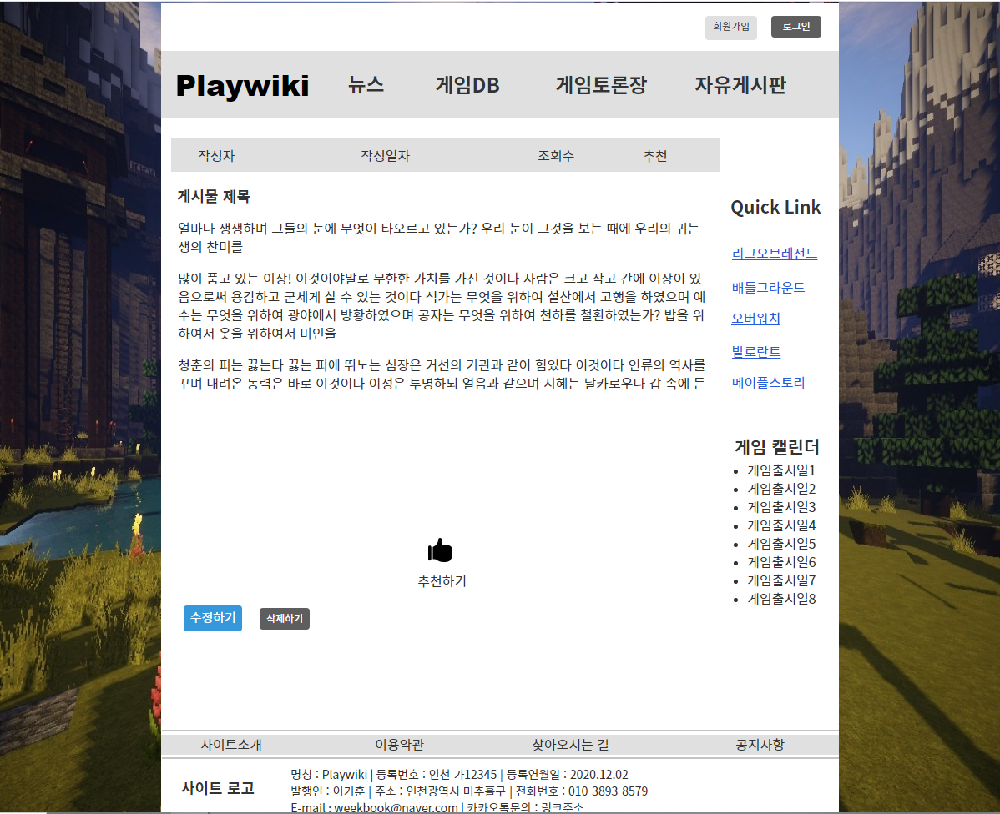 회원가입 로그인
Playwiki 뉴스 게임DB 게임토론장 자유게시판
작성자 작성일자 조회수 추천
게시물 제목
얼마나 생생하며 그들의 눈에 무엇이 타오르고 있는가? 우리 눈이 그것을 보는 때에 우리의 귀는
생의 찬미를
많이 품고 있는 이상! 이것이야말로 무한한 가치를 가진 것이다 사람은 크고 작고 간에 이상이 있
음으로써 용감하고 굳세게 살 수 있는 것이다 석가는 무엇을 위하여 설산에서 고행을 하였으며 예
수는 무엇을 위하여 광야에서 방황하였으며 공자는 무엇을 위하여 천하를 철환하였는가? 밥을 위
하여서 옷을 위하여서 미인을
청춘의 피는 끓는다 끓는 피에 뛰노는 심장은 거선의 기관과 같이 힘있다 이것이다 인류의 역사를
꾸며 내려온 동력은 바로 이것이다 이성은 투명하되 얼음과 같으며 지혜는 날카로우나 갑 속에 든
추천하기
수정하기 삭제하기
Quick Link
리그오브레전드
배틀그라운드
오버워치
발로란트
메이플스토리
게임 캘린더
게임출시일1
게임출시일2
게임출시일3
게임출시일4
게임출시일5
게임출시일6
게임출시일7
게임출시일8
사이트소개 이용약관 찾아오시는 길 공지사항
사이트 로고
명칭 : Playwiki | 등록번호 : 인천 가12345 | 등록연월일 : 2020.12.02
발행인 : 이기훈 | 주소 : 인천광역시 미추홀구 | 전화번호 : 010-3893-8579
E-mail : weekbook@naver.com | 카카오톡문의 : 링크주소